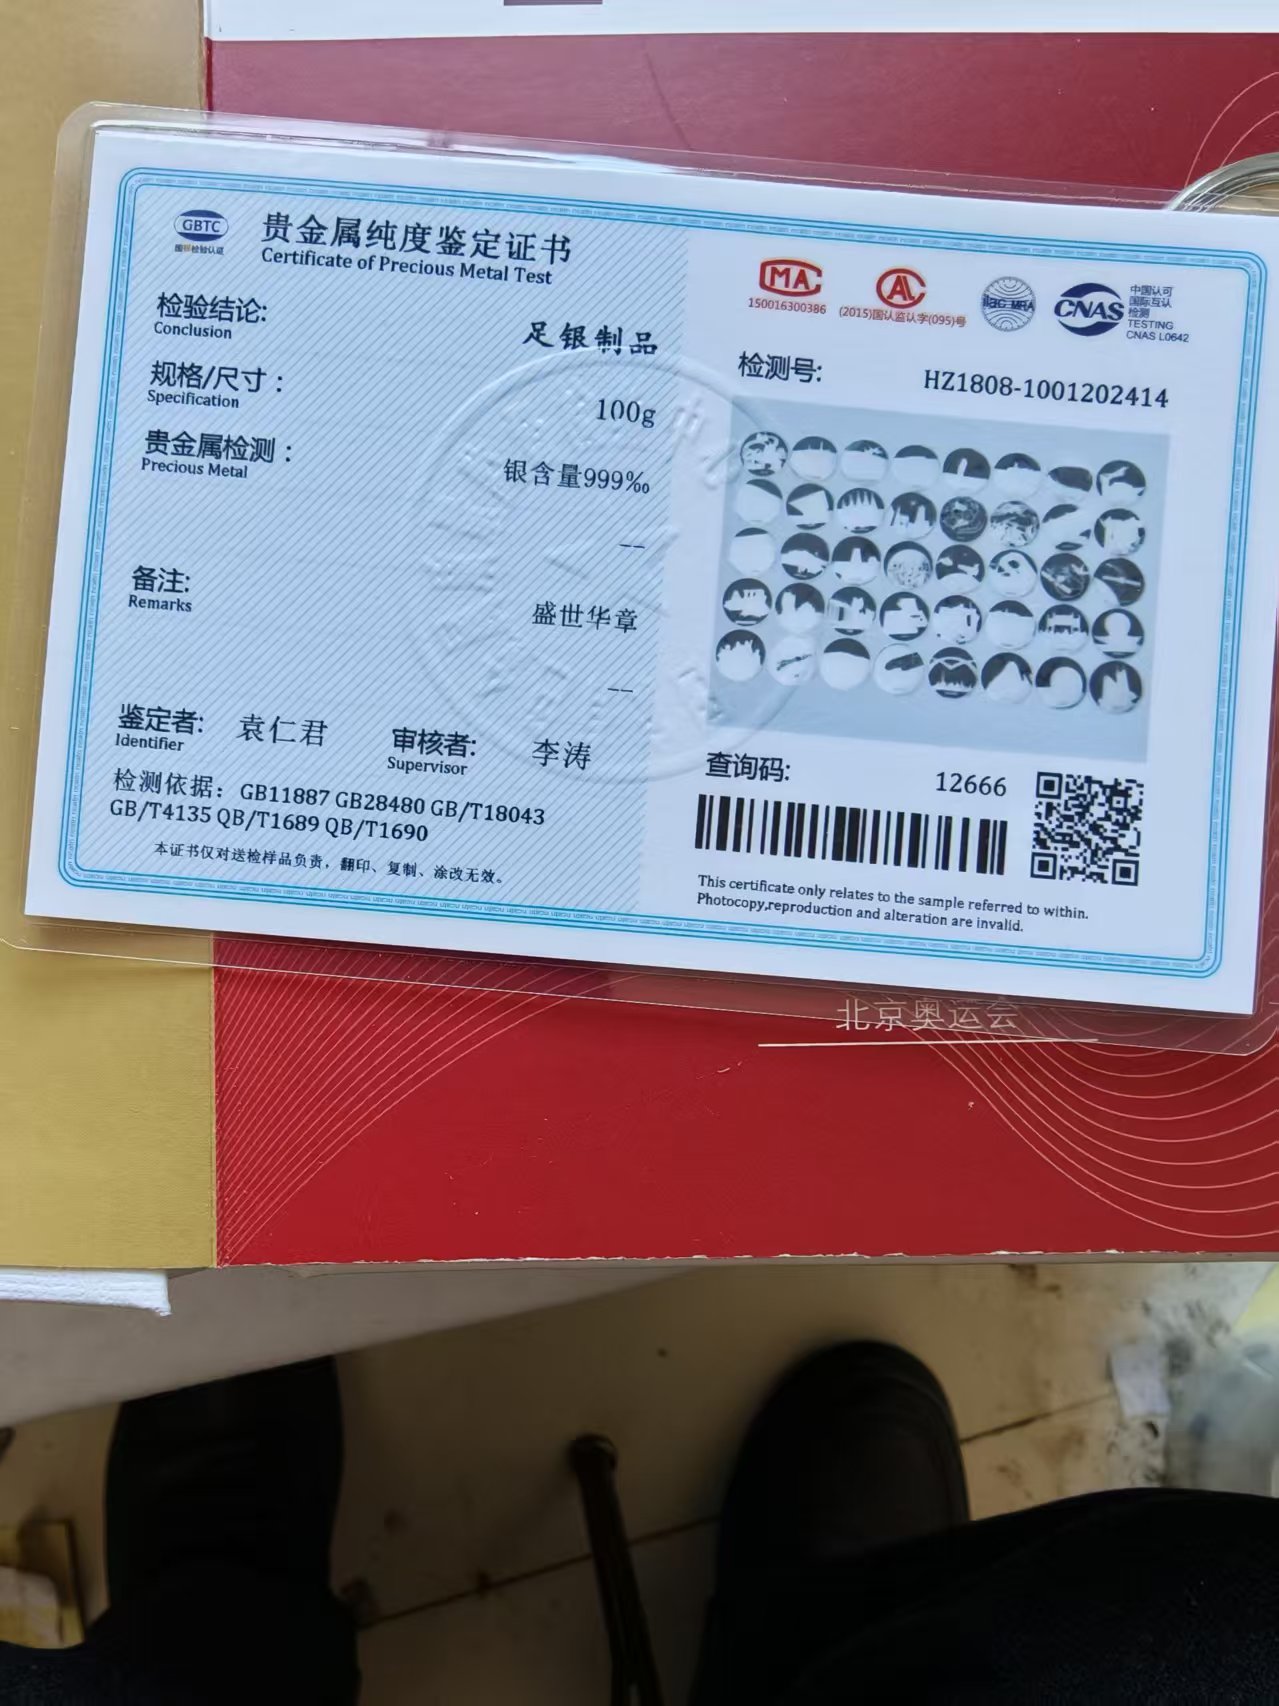 GBTC
国检检验认证
贵金属纯度鉴定证书
Certificate of Precious Metal Test
检验结论:
Conclusion
足银制品
规格/尺寸：
Specification
100g
贵金属检测：
Precious Metal
银含量999‰
--
备注:
Remarks
盛世华章
--
鉴定者: 袁仁君 审核者: 李涛
Identifier Supervisor
检测依据：GB11887 GB28480 GB/T18043
GB/T4135 QB/T1689 QB/T1690
本证书仅对送检样品负责，翻印、复制、涂改无效。
MA
150016300386
AL
(2015)国认监认字(095)号
ilac-MRA
CNAS
中国认可
国际互认
检测
TESTING
CNAS L0642
检测号: HZ1808-1001202414
查询码: 12666
This certificate only relates to the sample referred to within.
Photocopy,reproduction and alteration are invalid.
北京奥运会